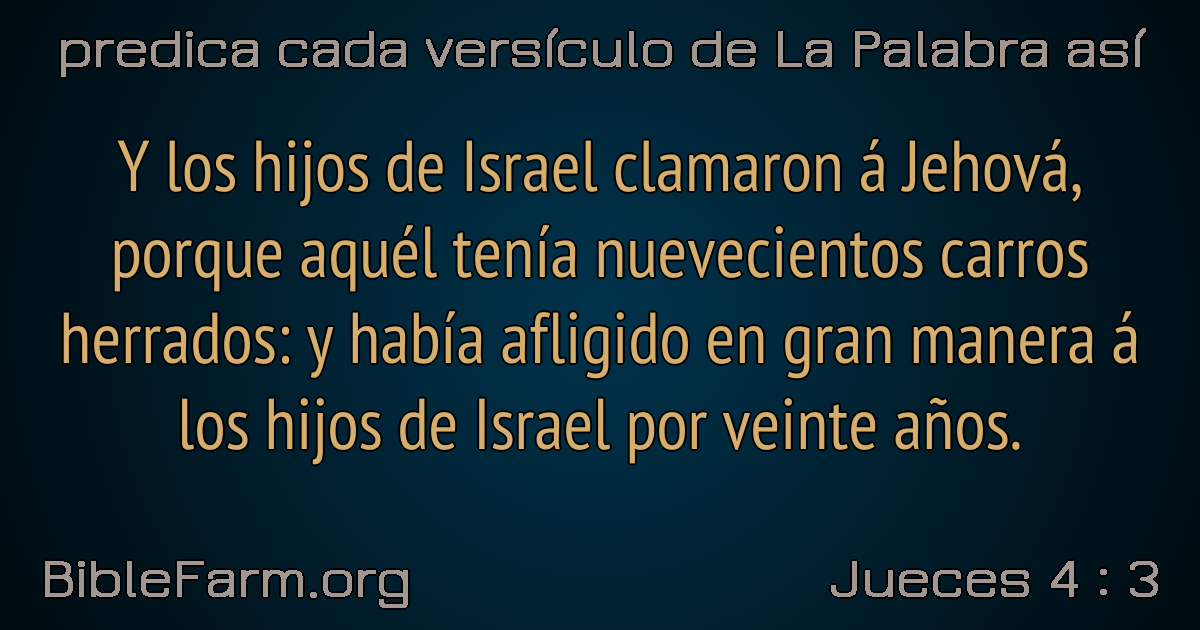 predica cada versículo de La Palabra así
Y los hijos de Israel clamaron á Jehová,
porque aquél tenía nuevecientos carros
herrados: y había afligido en gran manera á
los hijos de Israel por veinte años.
BibleFarm.org
Jueces 4 : 3